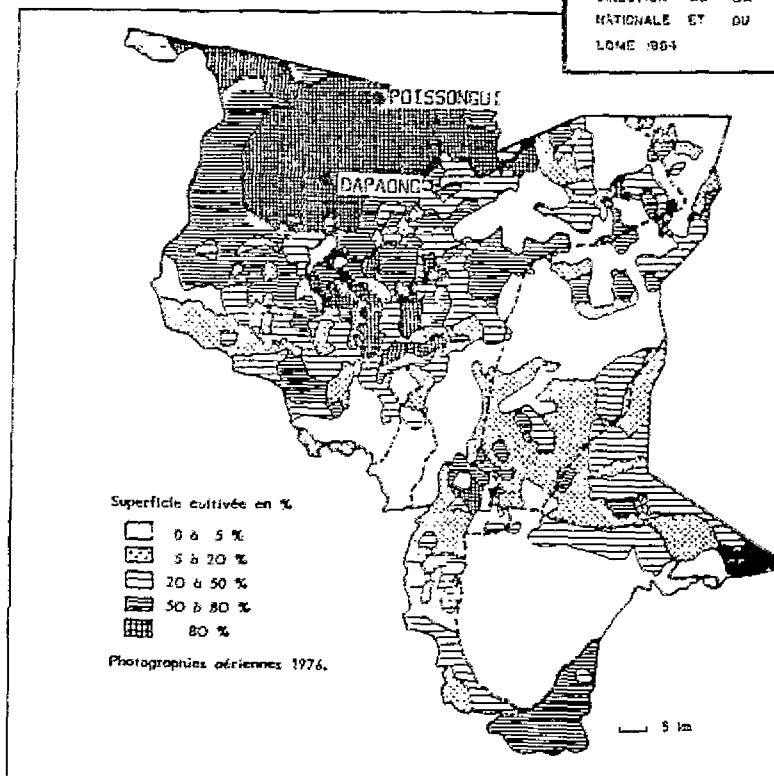 NATIONALE ET DU
LOME 1984
POISSONGUI
DAPAONG
Superficie cultivée en %
0 à 5 %
5 à 20 %
20 à 50 %
50 à 80 %
80 %
Photographies aériennes 1976.
5 km